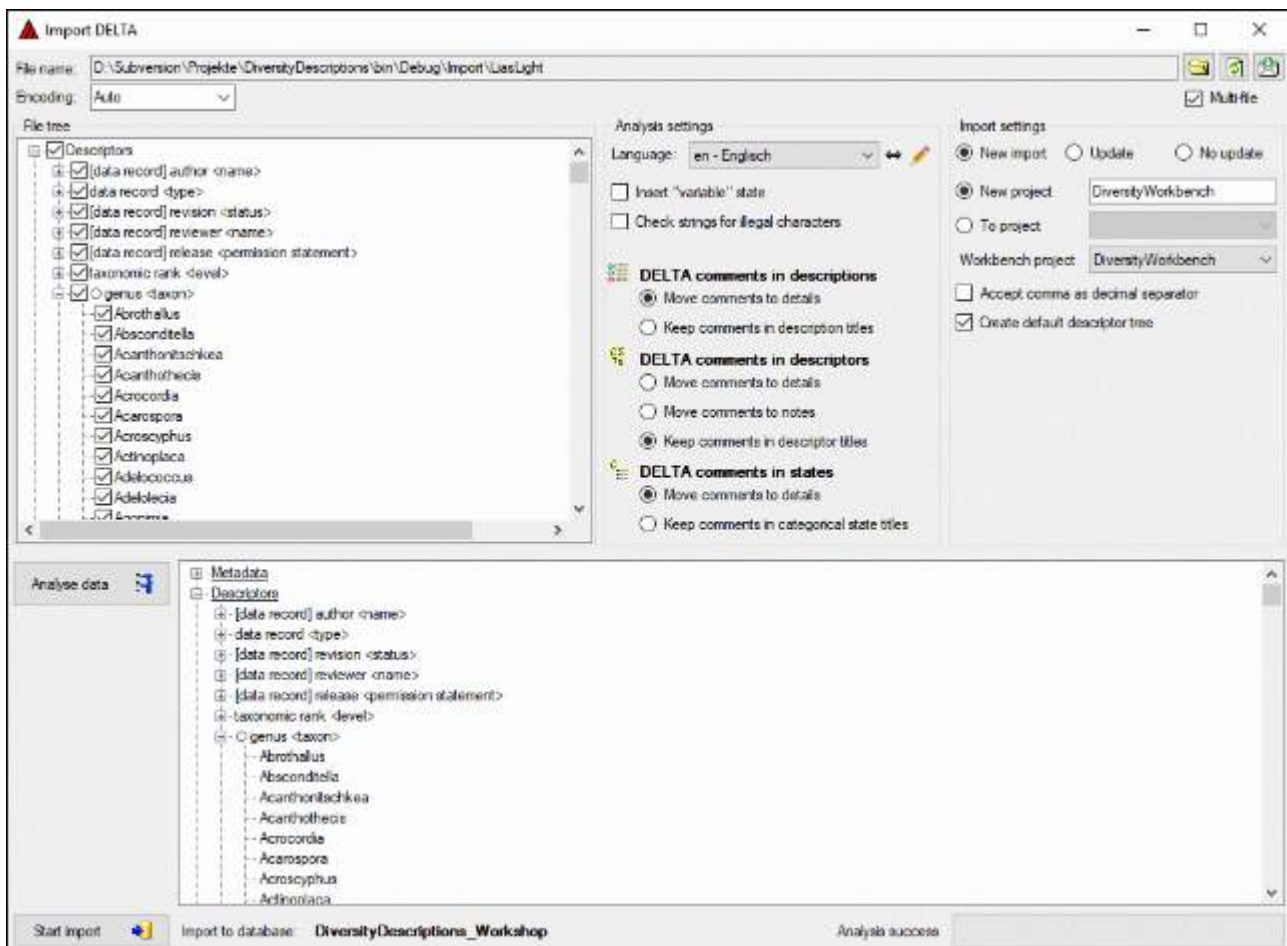 Import DELTA
File name: D:\Subversion\Projekte\DiversityDescriptions\bin\Debug\Import\LiasLight
Encoding: Auto
Multi-file
File tree
Descriptors
[data record] author <name>
data record <type>
[data record] revision <status>
[data record] reviewer <name>
[data record] release <permission statement>
taxonomic rank <level>
genus <taxon>
Abrothallus
Absconditella
Acanthonitschkea
Acanthothecis
Acrocordia
Acarospora
Acroscyphus
Actinoplaca
Adelococcus
Adelolecia
Analysis settings
Language: en - Englisch
Insert "variable" state
Check strings for illegal characters
DELTA comments in descriptions
Move comments to details
Keep comments in description titles
DELTA comments in descriptors
Move comments to details
Move comments to notes
Keep comments in descriptor titles
DELTA comments in states
Move comments to details
Keep comments in categorical state titles
Import settings
New import Update No update
New project DiversityWorkbench
To project
Workbench project DiversityWorkbench
Accept comma as decimal separator
Create default descriptor tree
Analyse data
Metadata
Descriptors
[data record] author <name>
data record <type>
[data record] revision <status>
[data record] reviewer <name>
[data record] release <permission statement>
taxonomic rank <level>
genus <taxon>
Abrothallus
Absconditella
Acanthonitschkea
Acanthothecis
Acrocordia
Acarospora
Acroscyphus
Actinoplaca
Start import Import to database: DiversityDescriptions_Workshop Analysis success